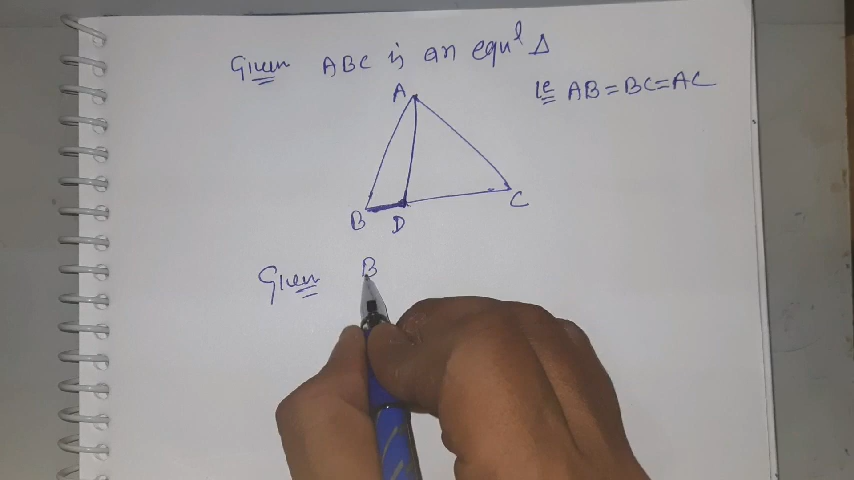 Given ABC is an equl Δ
ie AB=BC=AC
A
B D C
Given B